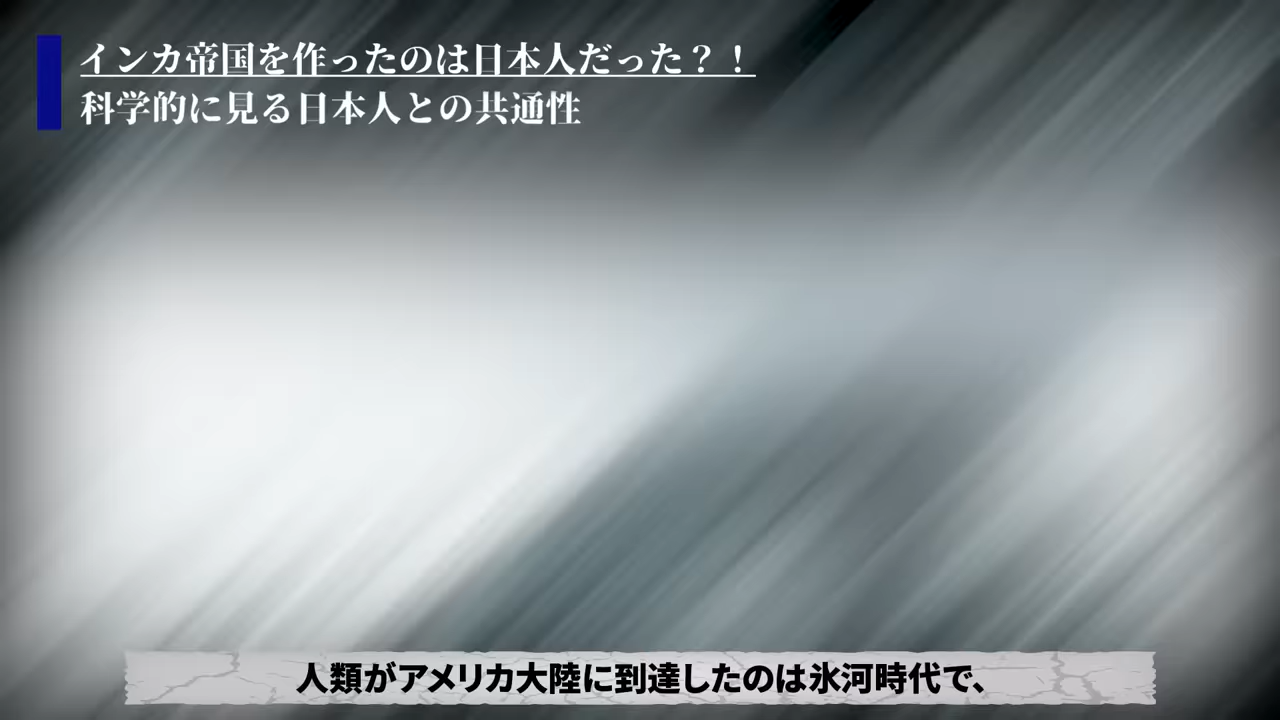 インカ帝国を作ったのは日本人だった？！
科学的に見る日本人との共通性
人類がアメリカ大陸に到達したのは氷河時代で、